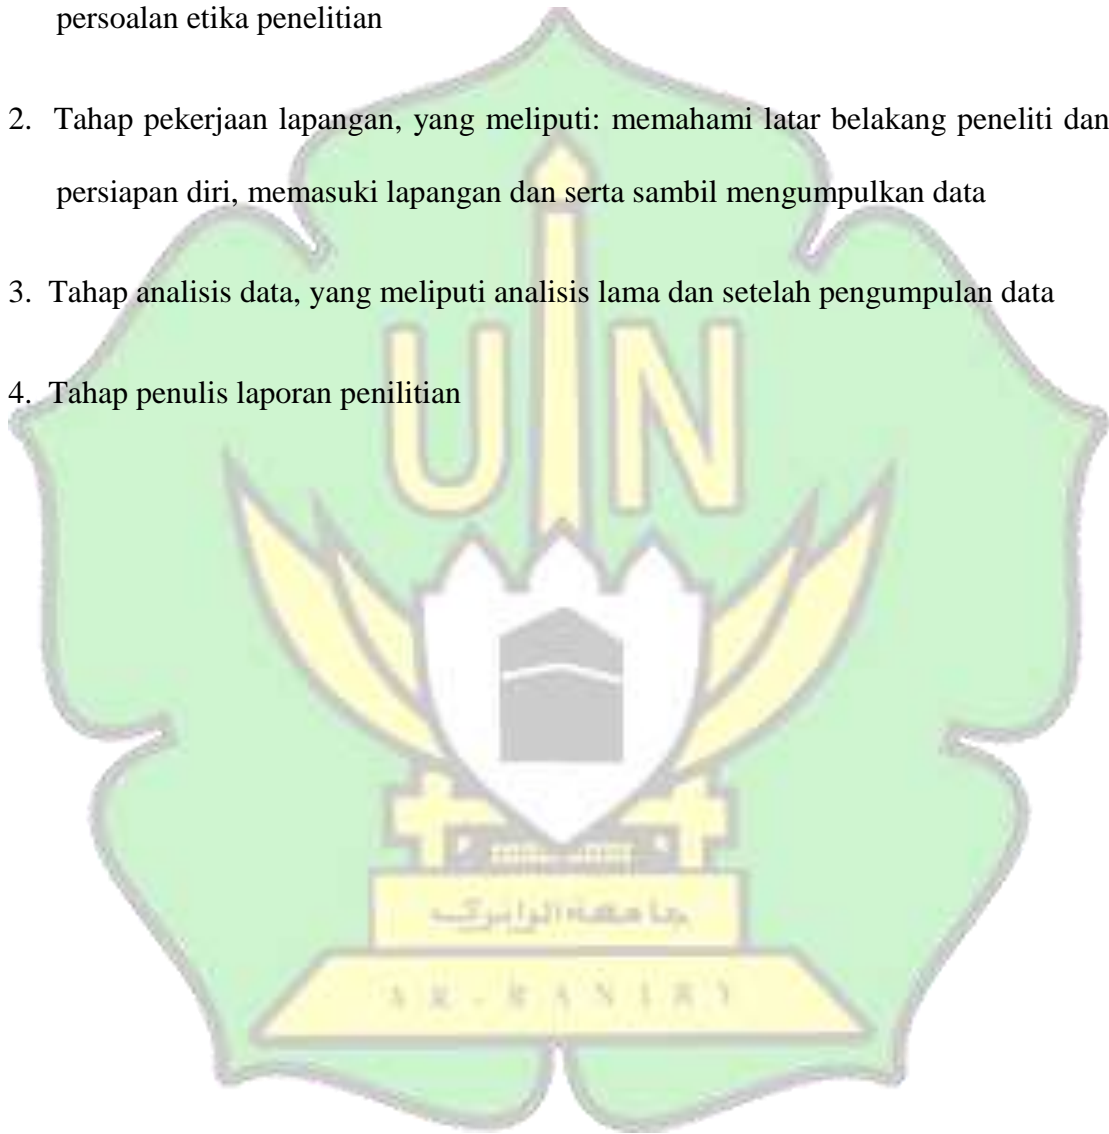 persoalan etika penelitian
2. Tahap pekerjaan lapangan, yang meliputi: memahami latar belakang peneliti dan
persiapan diri, memasuki lapangan dan serta sambil mengumpulkan data
3. Tahap analisis data, yang meliputi analisis lama dan setelah pengumpulan data
4. Tahap penulis laporan penilitian
U N
AR-RANIRY